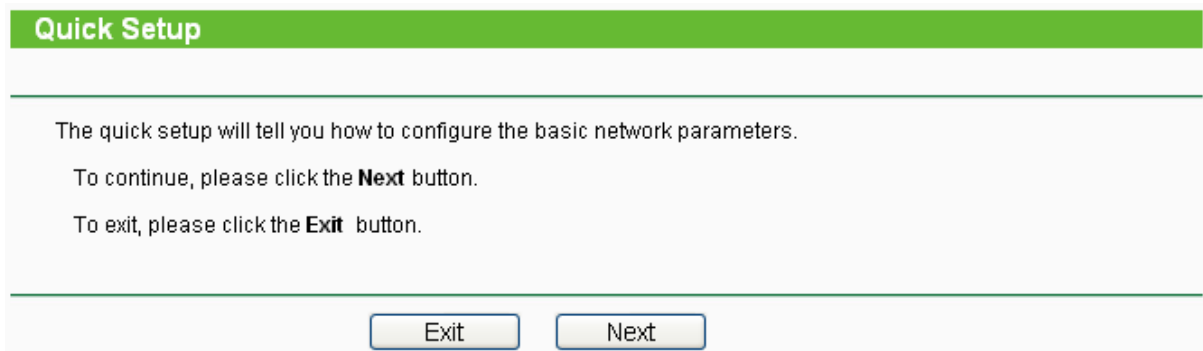 Quick Setup
The quick setup will tell you how to configure the basic network parameters.
To continue, please click the Next button.
To exit, please click the Exit button.
Exit Next